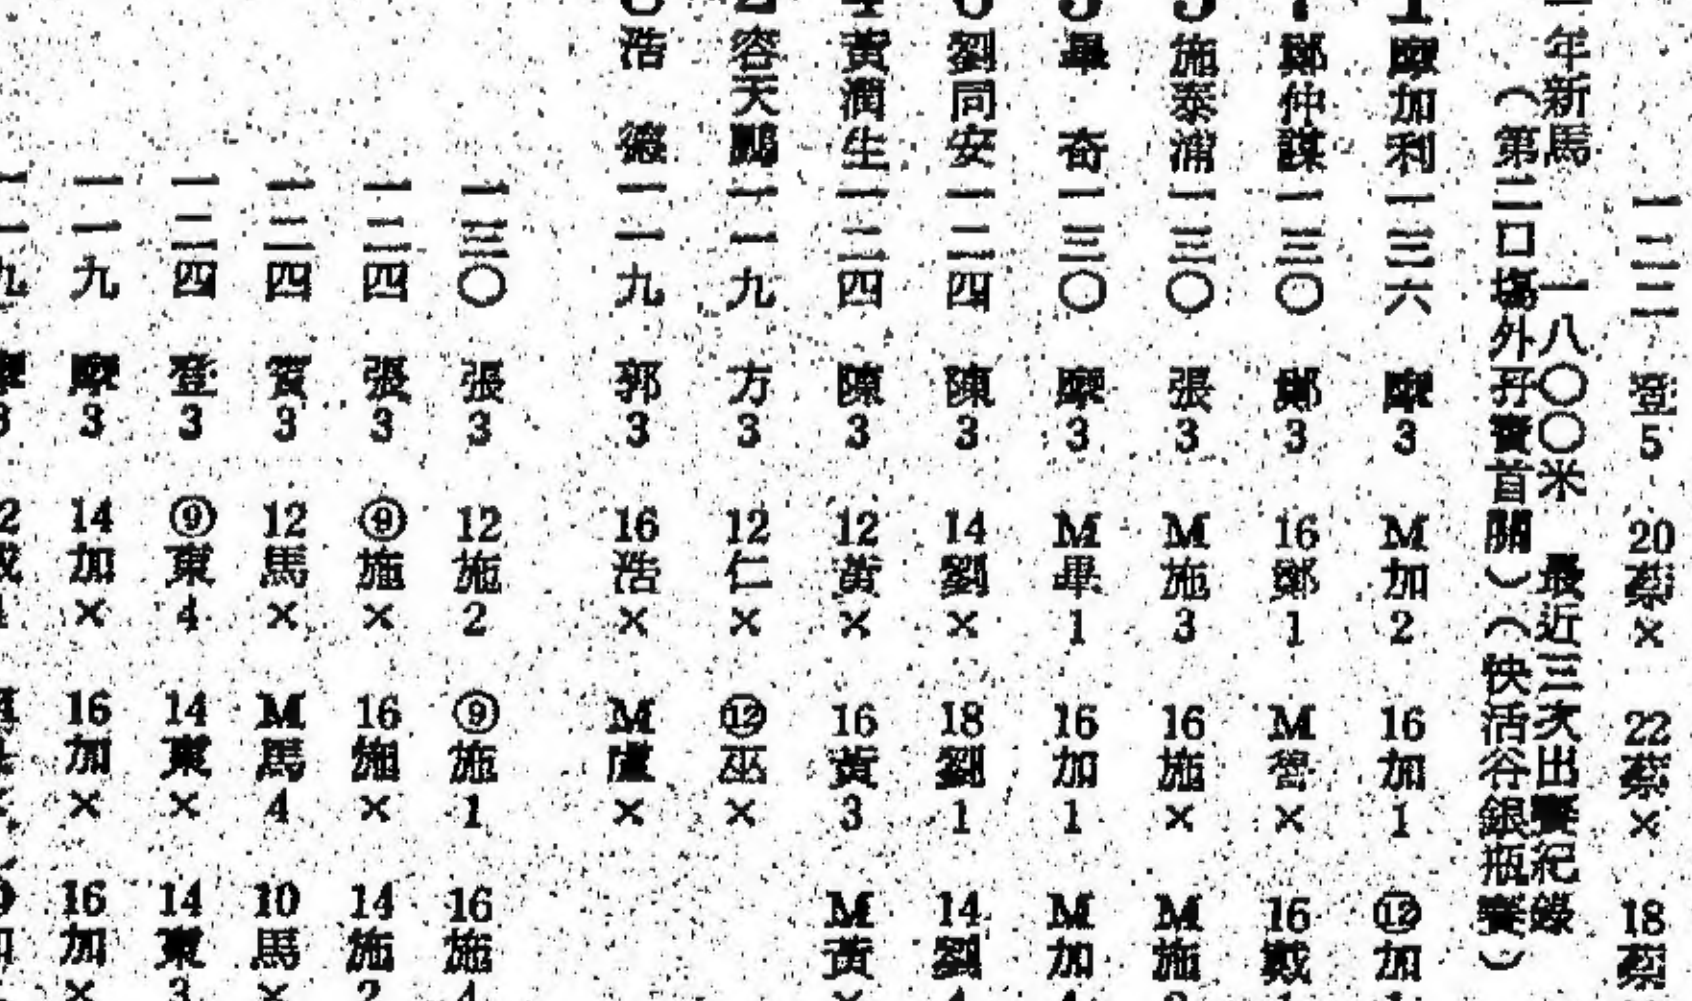 一二二 登5 20蔡× 22蔡× 18蔡
年新馬 一八〇〇米 最近三次出賽紀錄
(第二口塲外孖寶首關)(快活谷銀瓶賽)
1 摩加利 一三六 摩3 M加2 16加1 ⑫加
鄭仲謀 一三〇 鄭3 16鄭1 M × 16戴
施泰浦 一三〇 張3 M施3 16施× M施
畢奇 一三〇 摩3 M畢1 16加1 M加
劉同安 一二四 陳3 14劉× 18劉1 14劉
黃潤生 一二四 陳3 12黃× 16黃3 M黃
容天鵬 一一九 方3 12仁× ⑫巫×
浩德 一一九 郭3 16浩× M盧×
一三〇 張3 12施2 ⑨施1 16施
一二四 張3 ⑨施× 16施× 14施2
一二四 賀3 12馬× M馬4 10馬×
一二四 登3 ⑨東4 14東× 14東3
一一九 摩3 14加× 16加× 16加×
一一九